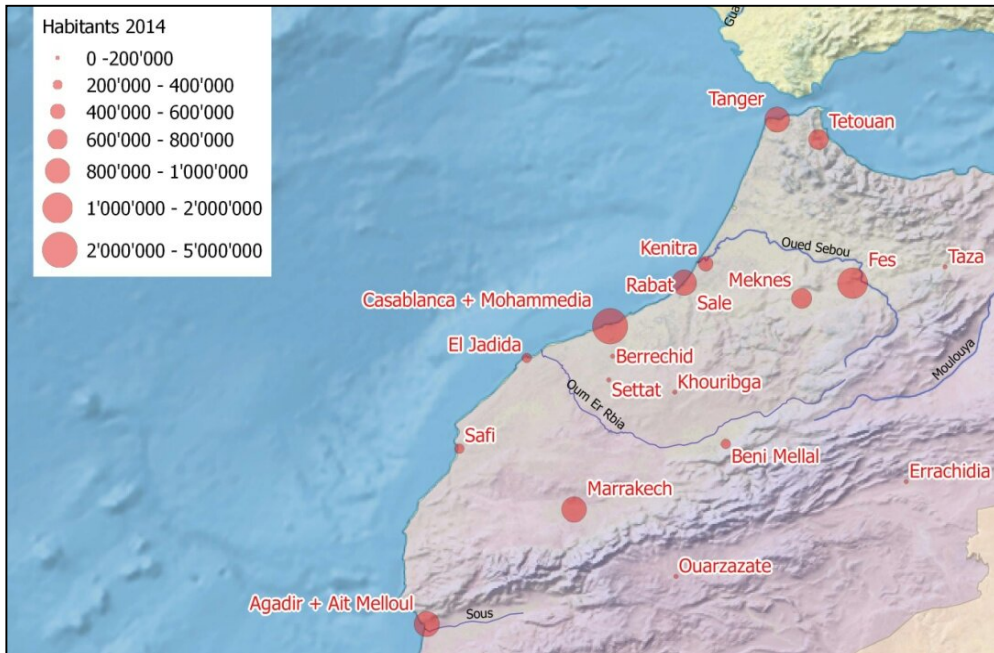 Habitants 2014
0 -200'000
200'000 - 400'000
400'000 - 600'000
600'000 - 800'000
800'000 - 1'000'000
1'000'000 - 2'000'000
2'000'000 - 5'000'000
Gua
Tanger
Tetouan
Kenitra
Oued Sebou
Fes
Taza
Rabat
Meknes
Sale
Casablanca + Mohammedia
El Jadida
Berrechid
Moulouya
Settat
Khouribga
Oum Er Rbia
Safi
Beni Mellal
Errachidia
Marrakech
Ouarzazate
Agadir + Ait Melloul
Sous